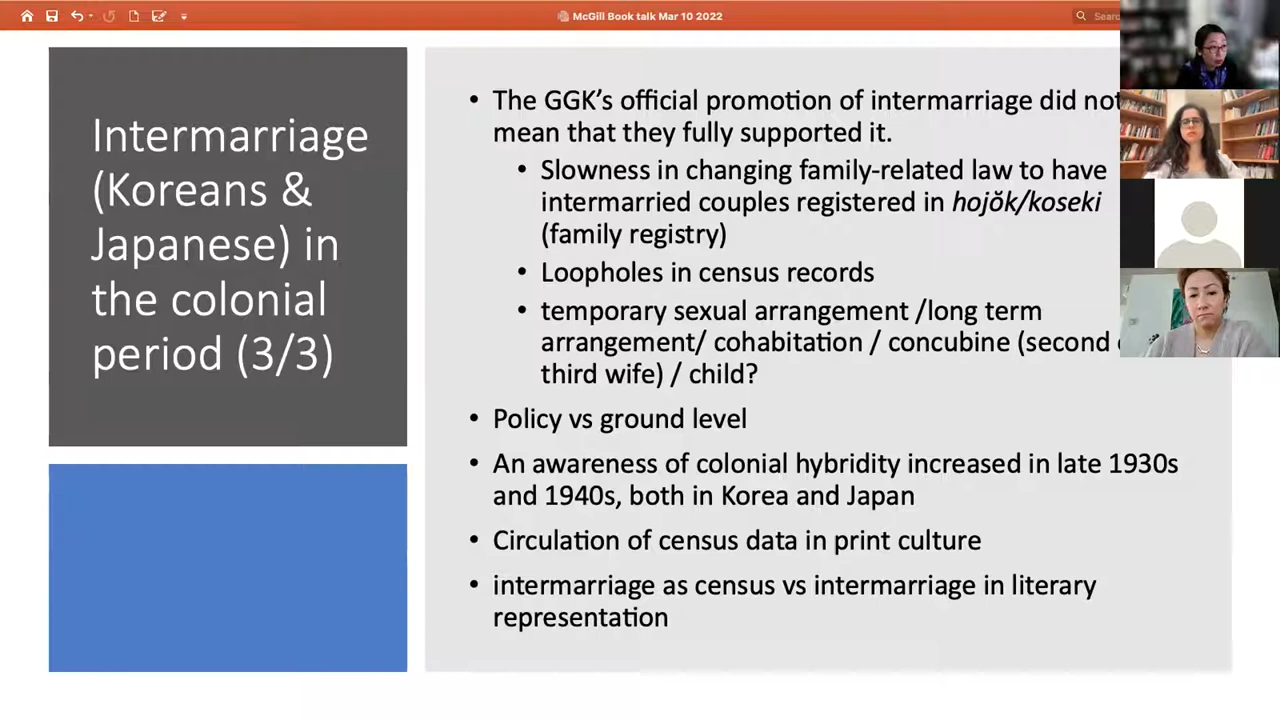 McGill Book talk Mar 10 2022
Intermarriage
(Koreans &
Japanese) in
the colonial
period (3/3)
• The GGK's official promotion of intermarriage did not
mean that they fully supported it.
• Slowness in changing family-related law to have
intermarried couples registered in hojŏk/koseki
(family registry)
• Loopholes in census records
• temporary sexual arrangement /long term
arrangement/ cohabitation / concubine (second
third wife) / child?
• Policy vs ground level
• An awareness of colonial hybridity increased in late 1930s
and 1940s, both in Korea and Japan
• Circulation of census data in print culture
• intermarriage as census vs intermarriage in literary
representation